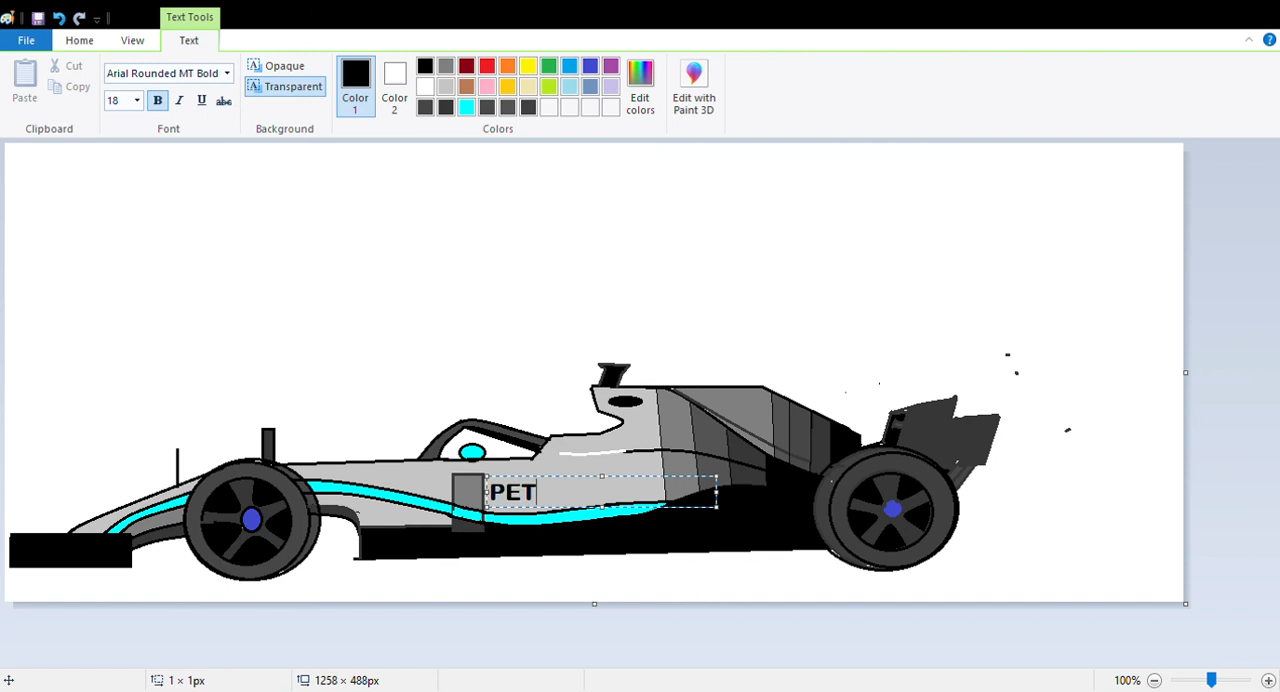 Text Tools
File Home View Text
Paste Cut Copy
Clipboard
Arial Rounded MT Bold
18 B I U abc
Font
Opaque
Transparent
Background
Color 1
Color 2
Edit colors
Colors
Edit with Paint 3D
PET
1 × 1px 1258 × 488px 100%